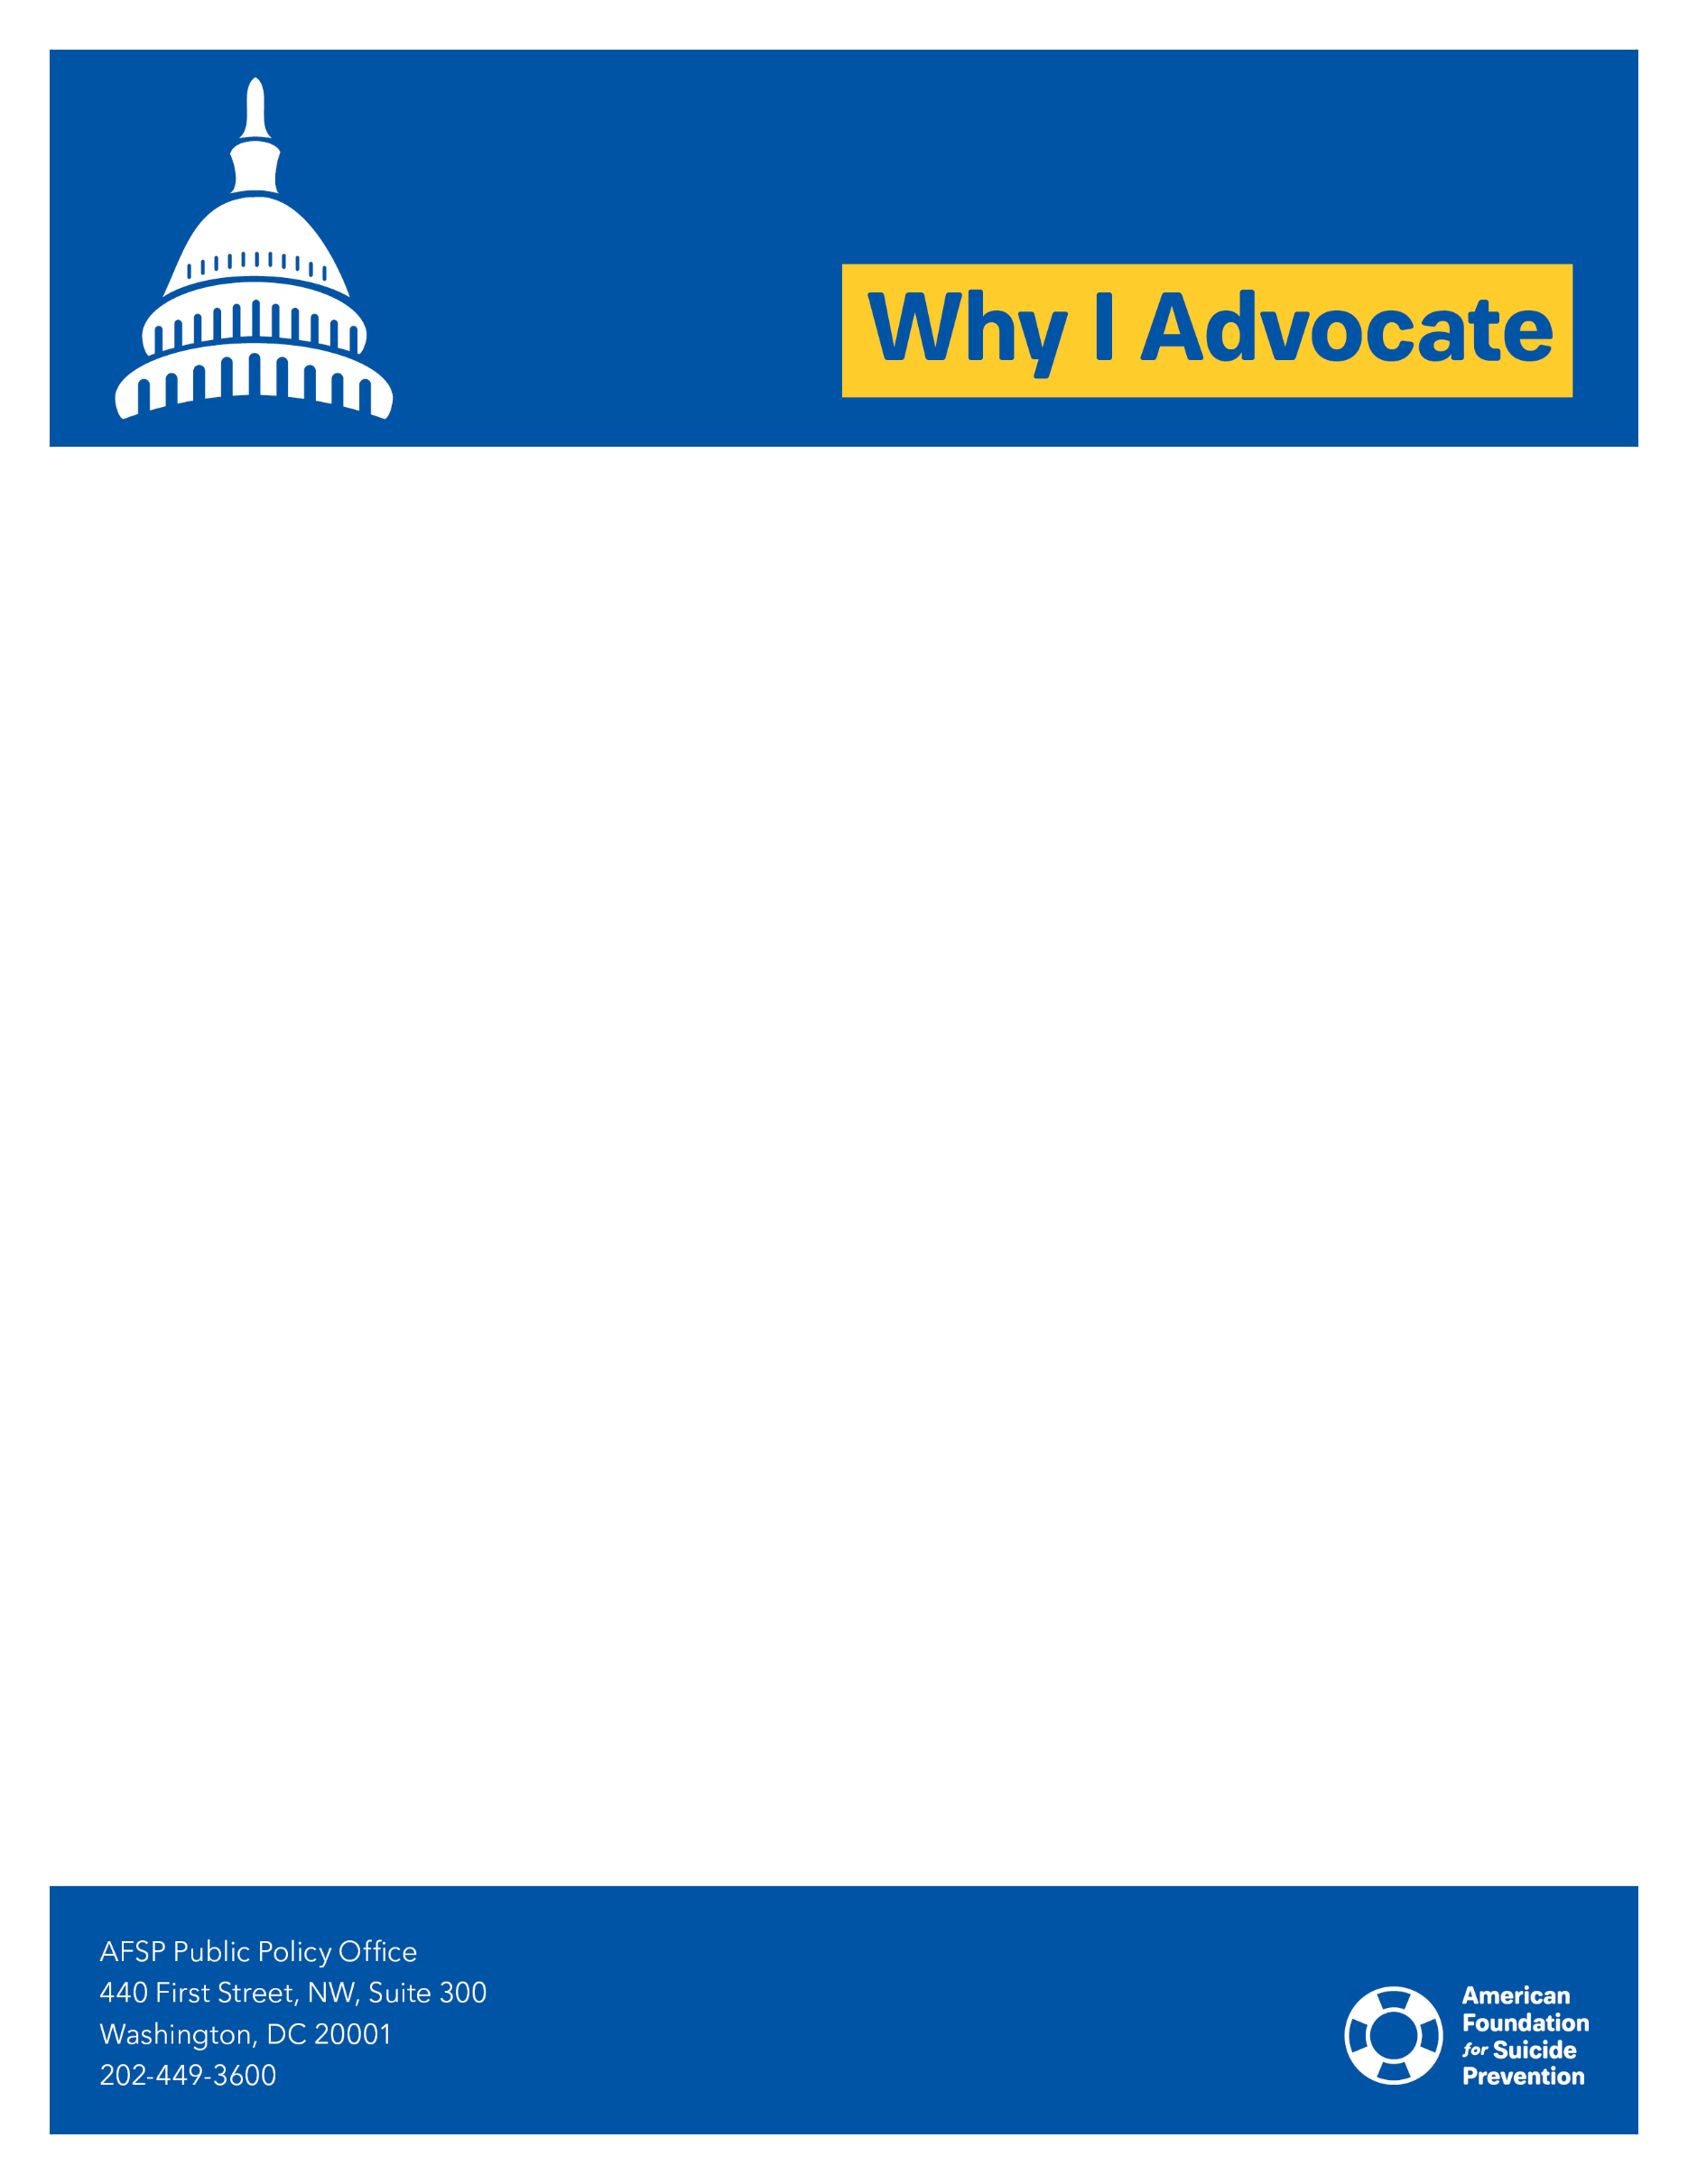 Why I Advocate
AFSP Public Policy Office
440 First Street, NW, Suite 300
Washington, DC 20001
202-449-3600
American
Foundation
for Suicide
Prevention